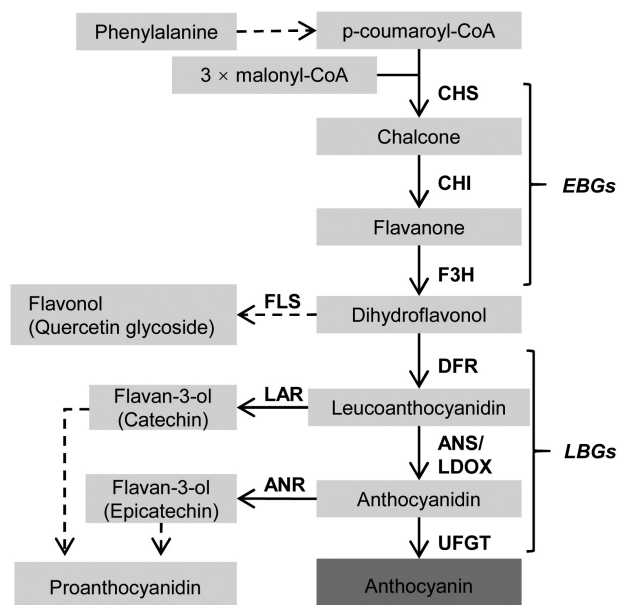 Phenylalanine
p-coumaroyl-CoA
3 × malonyl-CoA
CHS
Chalcone
CHI
EBGs
Flavanone
F3H
Flavonol
(Quercetin glycoside)
FLS
Dihydroflavonol
DFR
Flavan-3-ol
(Catechin)
LAR
Leucoanthocyanidin
ANS/
LDOX
LBGs
Flavan-3-ol
(Epicatechin)
ANR
Anthocyanidin
UFGT
Proanthocyanidin
Anthocyanin